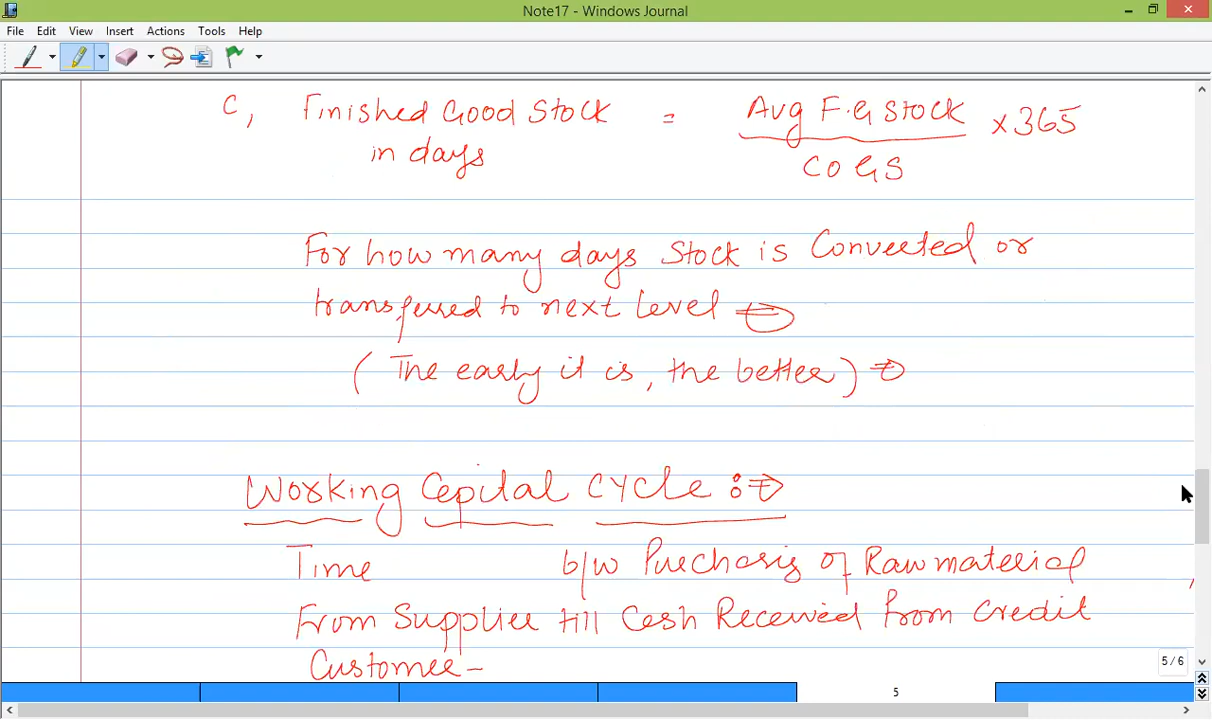 Note17 - Windows Journal
File Edit View Insert Actions Tools Help
C, Finished Good Stock = Avg F.G Stock × 365
in days COGS
For how many days Stock is Converted or
transferred to next Level
(The early it is, the better)
Working Capital Cycle :⇒
Time b/w Purchasing of Raw material
From Supplier till Cash Received from Credit
Customer-
5 / 6
5